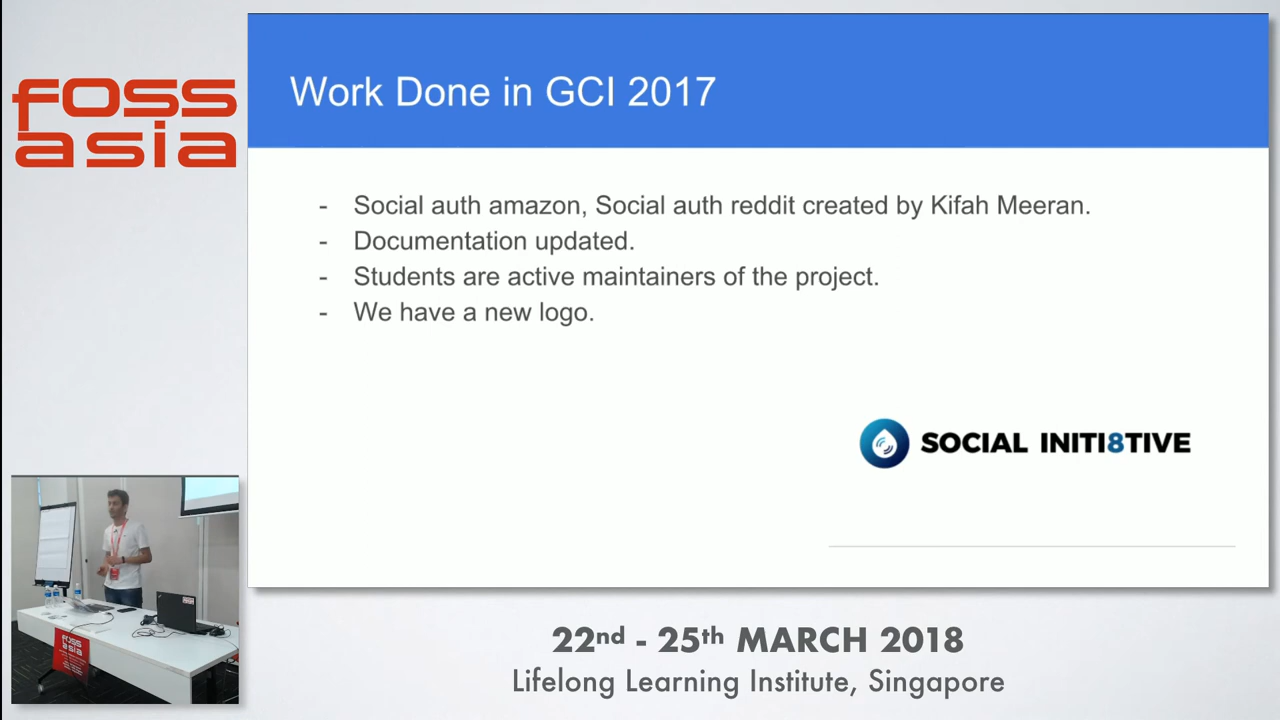 foss
asia
Work Done in GCI 2017
- Social auth amazon, Social auth reddit created by Kifah Meeran.
- Documentation updated.
- Students are active maintainers of the project.
- We have a new logo.
SOCIAL INITI8TIVE
foss
asia
22nd - 25th MARCH 2018
Lifelong Learning Institute, Singapore